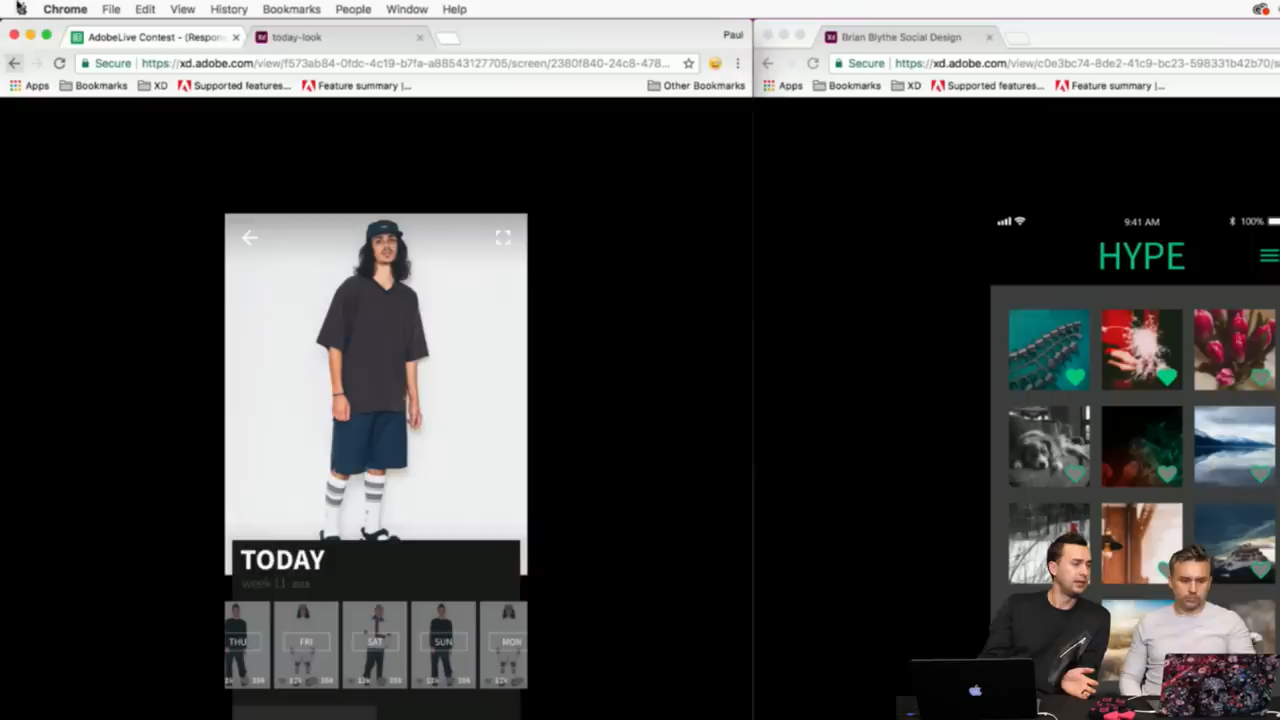 Chrome File Edit View History Bookmarks People Window Help
AdobeLive Contest - (Respon
today-look
Paul
Secure https://xd.adobe.com/view/f573ab84-0fdc-4c19-b7fa-a88543127705/screen/2380f840-24c8-478...
Apps Bookmarks XD Supported features... Feature summary |... Other Bookmarks
Brian Blythe Social Design
Secure https://xd.adobe.com/view/c0e3bc74-8de2-41c9-bc23-598331b42b70/s
Apps Bookmarks XD Supported features... Feature summary |...
TODAY
week 11 2018
THU FRI SAT SUN MON
9:41 AM
100%
HYPE